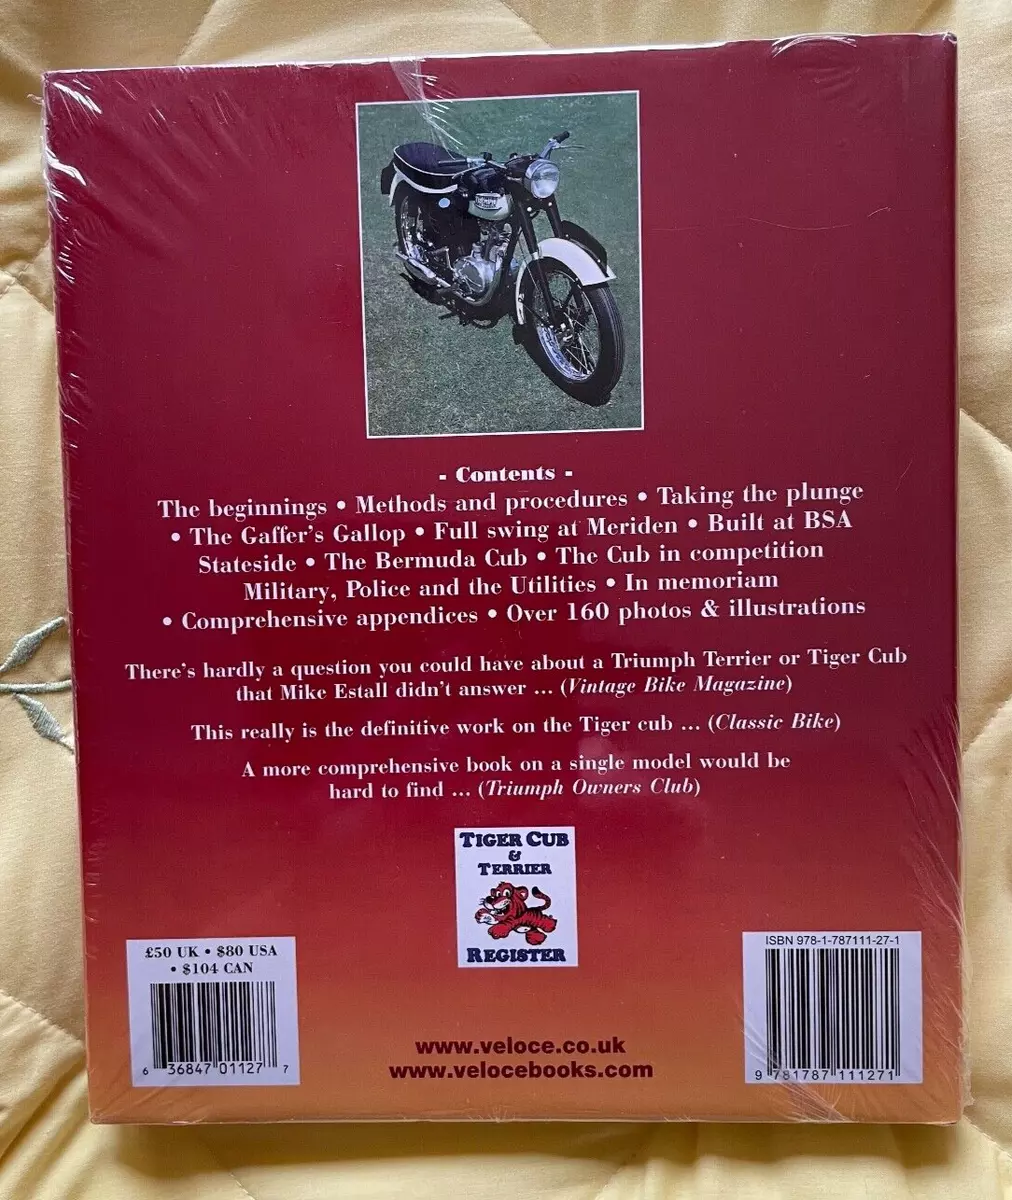 TRIUMPH
- Contents -
The beginnings • Methods and procedures • Taking the plunge
• The Gaffer's Gallop • Full swing at Meriden • Built at BSA
Stateside • The Bermuda Cub • The Cub in competition
Military, Police and the Utilities • In memoriam
• Comprehensive appendices • Over 160 photos & illustrations
There's hardly a question you could have about a Triumph Terrier or Tiger Cub
that Mike Estall didn't answer ... (Vintage Bike Magazine)
This really is the definitive work on the Tiger cub ... (Classic Bike)
A more comprehensive book on a single model would be
hard to find ... (Triumph Owners Club)
TIGER CUB
&
TERRIER
REGISTER
£50 UK • $80 USA
• $104 CAN
6 36847 01127 7
ISBN 978-1-787111-27-1
9 781787 111271
www.veloce.co.uk
www.velocebooks.com